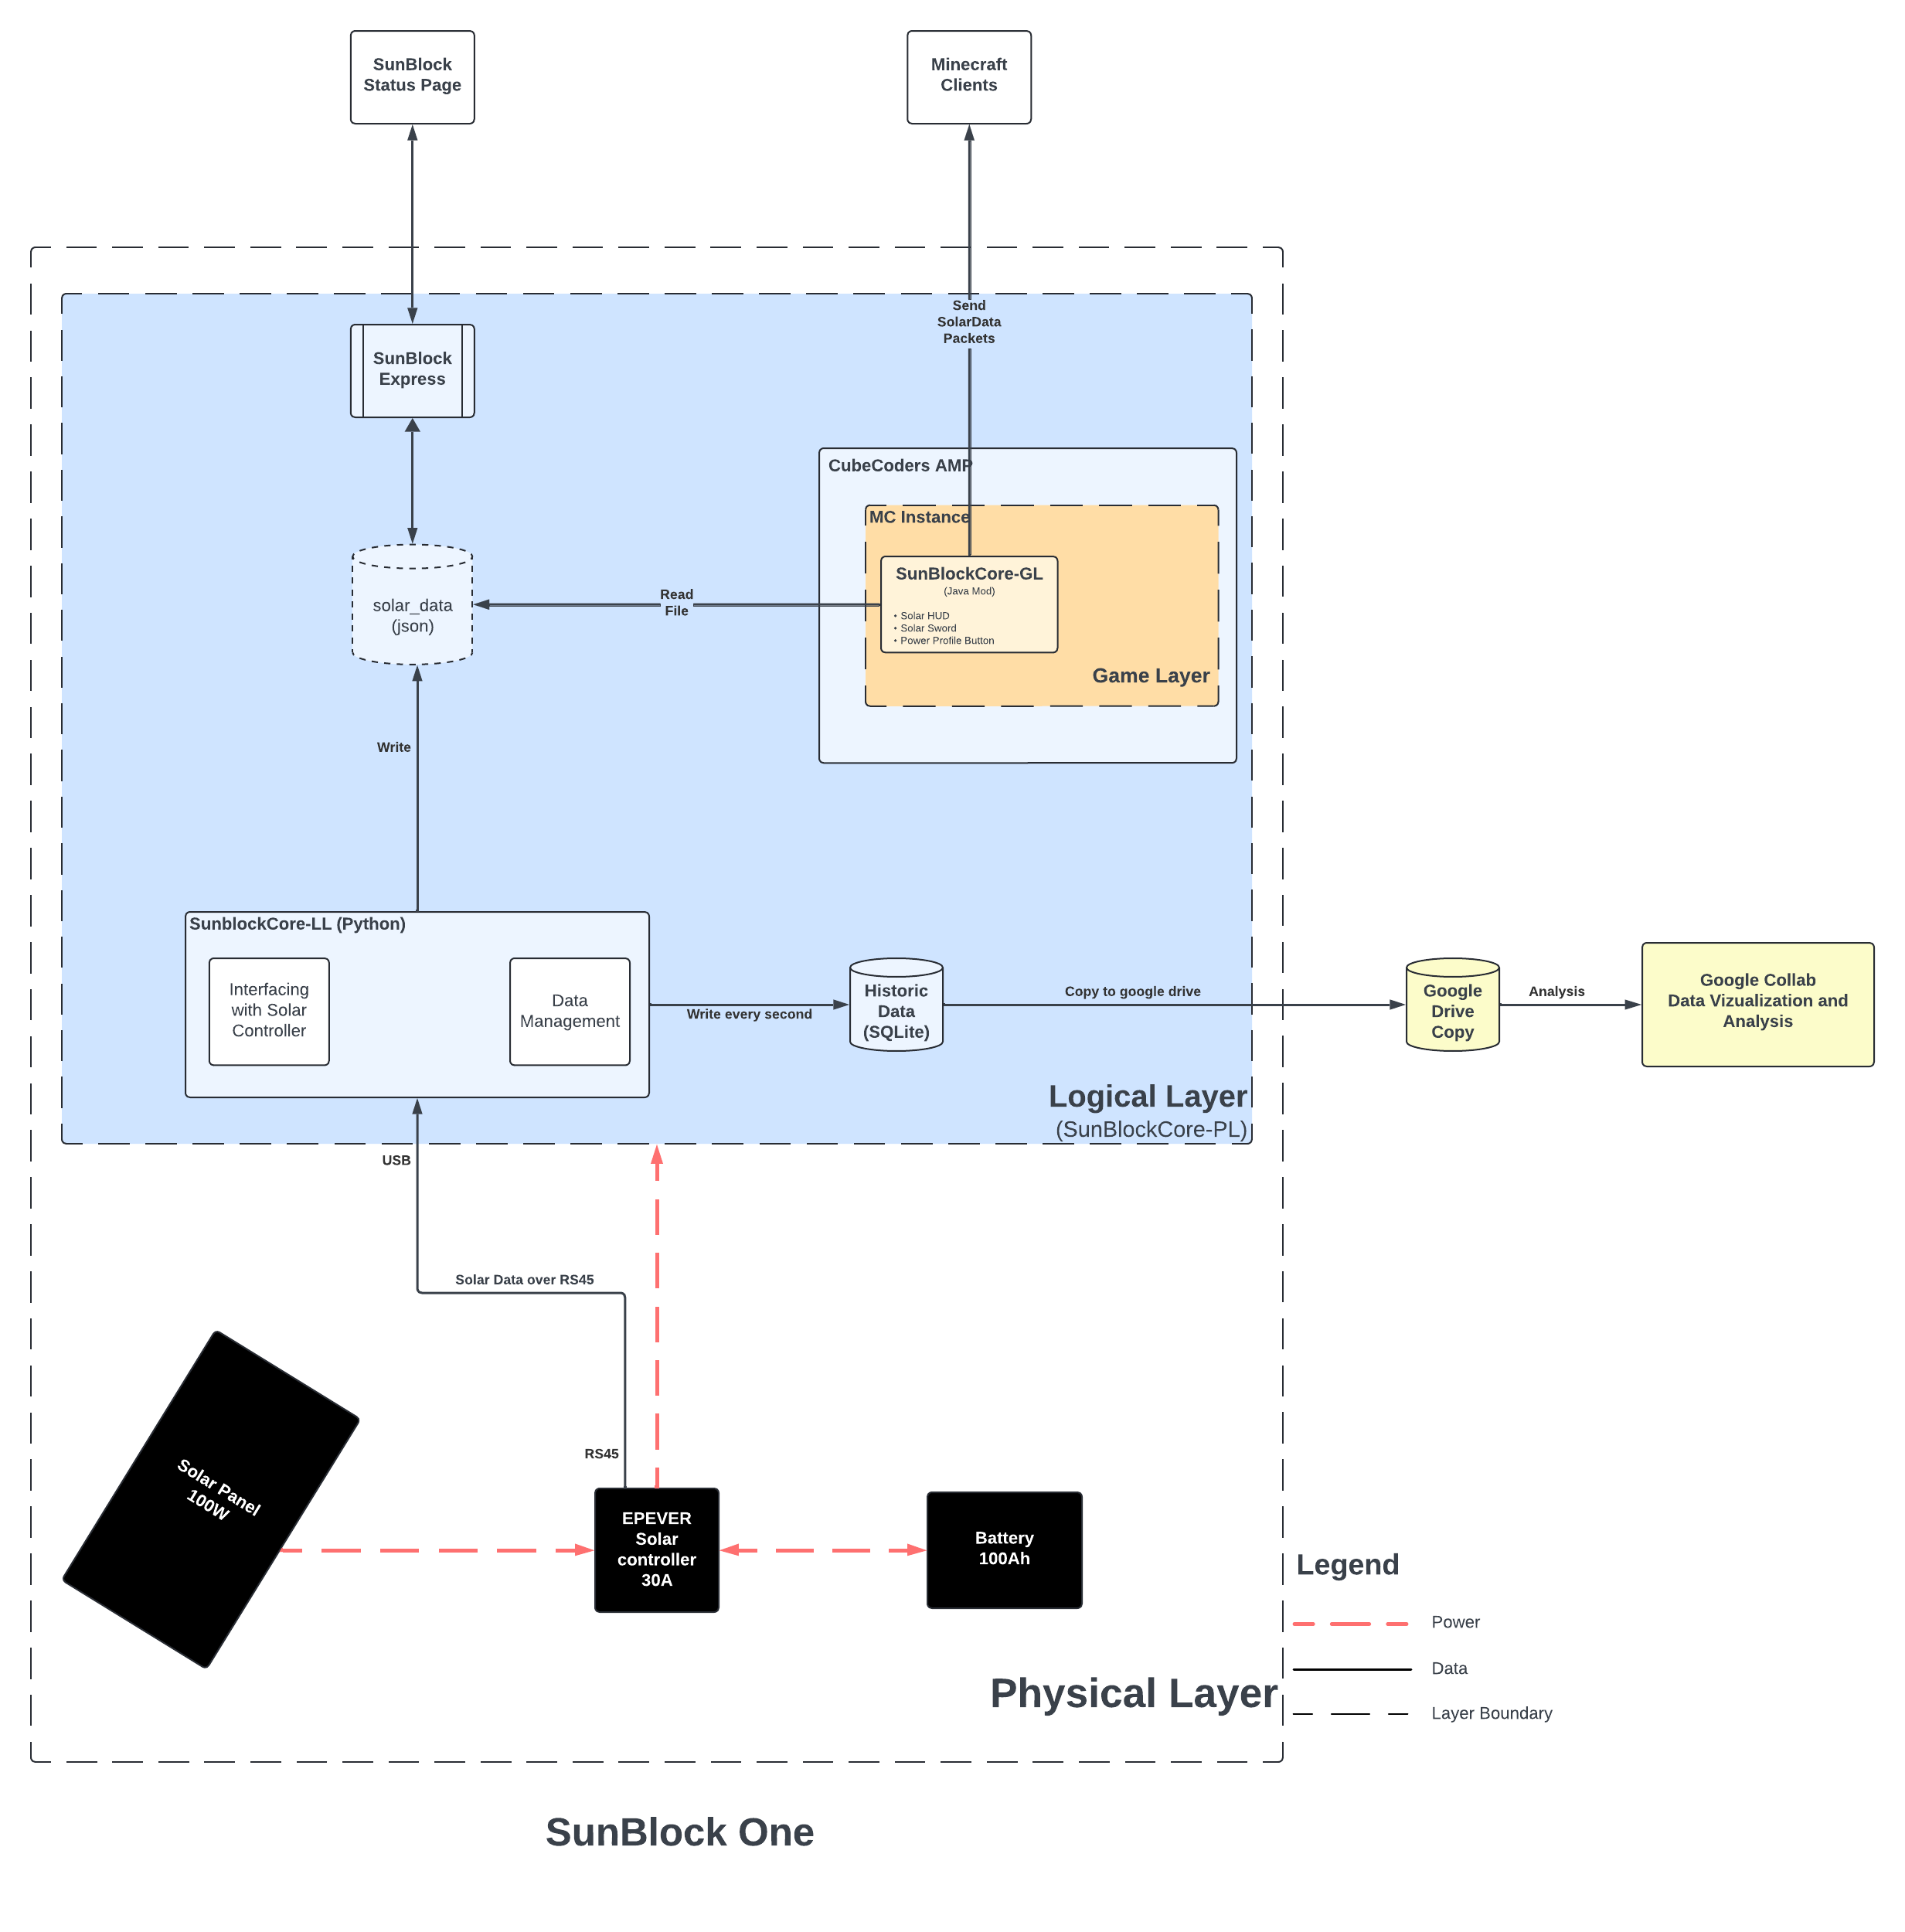 SunBlock
Status Page
Minecraft
Clients
Send
SolarData
Packets
SunBlock
Express
CubeCoders AMP
MC Instance
SunBlockCore-GL
(Java Mod)
• Solar HUD
• Solar Sword
• Power Profile Button
Game Layer
Read
File
solar_data
(json)
Write
SunblockCore-LL (Python)
Interfacing
with Solar
Controller
Data
Management
Write every second
Historic
Data
(SQLite)
Copy to google drive
Google
Drive
Copy
Analysis
Google Collab
Data Vizualization and
Analysis
Logical Layer
(SunBlockCore-PL)
USB
Solar Data over RS45
RS45
Solar Panel
100W
EPEVER
Solar
controller
30A
Battery
100Ah
Physical Layer
Legend
Power
Data
Layer Boundary
SunBlock One